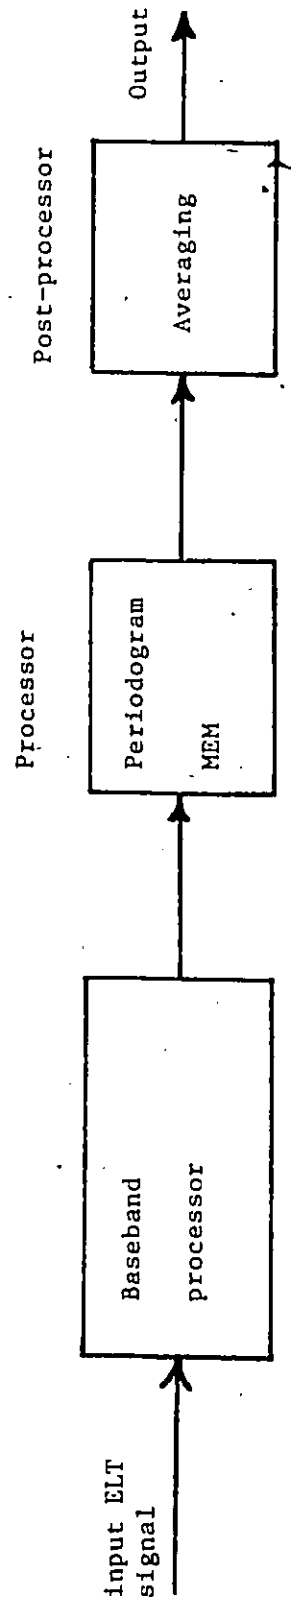 input ELT
signal
Baseband
processor
Processor
Periodogram
MEM
Post-processor
Averaging
Output